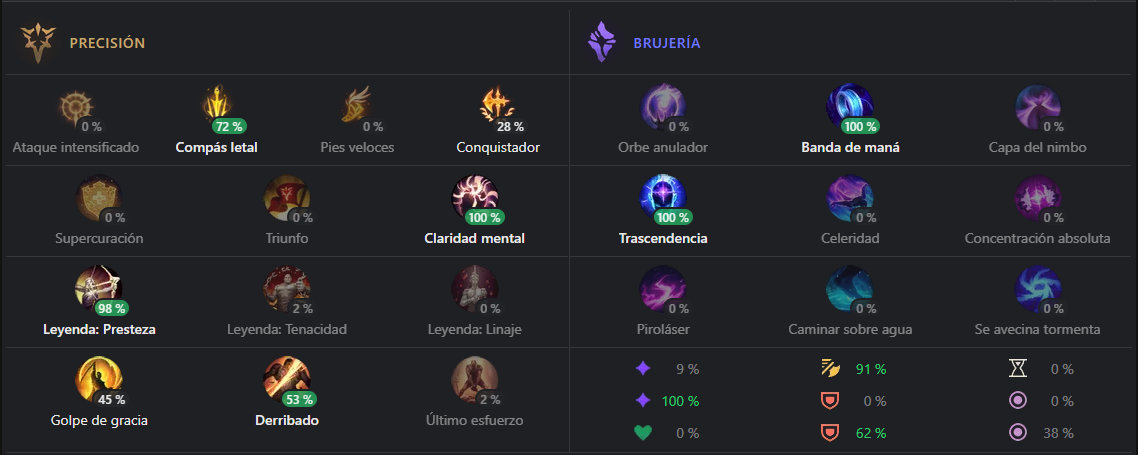 PRECISIÓN
BRUJERÍA
0 %
72 %
0 %
28 %
0 %
100 %
0 %
Ataque intensificado
Compás letal
Pies veloces
Conquistador
Orbe anulador
Banda de maná
Capa del nimbo
0 %
0 %
100 %
100 %
0 %
0 %
Supercuración
Triunfo
Claridad mental
Trascendencia
Celeridad
Concentración absoluta
98 %
2 %
0 %
0 %
0 %
0 %
Leyenda: Presteza
Leyenda: Tenacidad
Leyenda: Linaje
Piroláser
Caminar sobre agua
Se avecina tormenta
45 %
53 %
2 %
Golpe de gracia
Derribado
Último esfuerzo
9 %
91 %
0 %
100 %
0 %
0 %
0 %
62 %
38 %